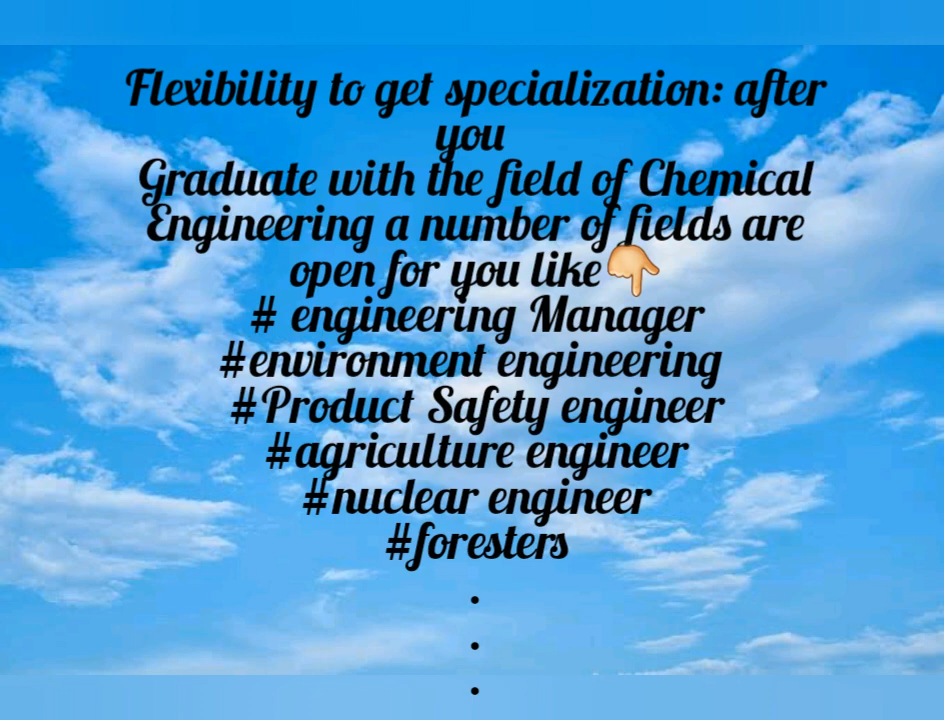 Flexibility to get specialization: after
you
Graduate with the field of Chemical
Engineering a number of fields are
open for you like👇
# engineering Manager
#environment engineering
#Product Safety engineer
#agriculture engineer
#nuclear engineer
#foresters
.
.
.